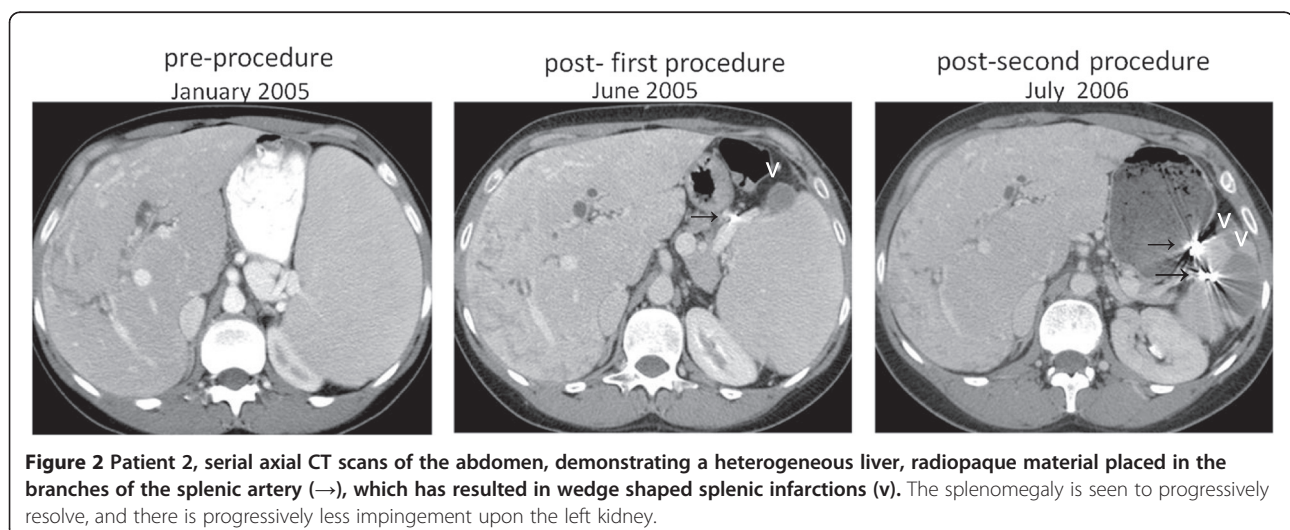 pre-procedure
January 2005
post- first procedure
June 2005
post-second procedure
July 2006
→
v
→
→
v
v
Figure 2 Patient 2, serial axial CT scans of the abdomen, demonstrating a heterogeneous liver, radiopaque material placed in the
branches of the splenic artery (→), which has resulted in wedge shaped splenic infarctions (v). The splenomegaly is seen to progressively
resolve, and there is progressively less impingement upon the left kidney.